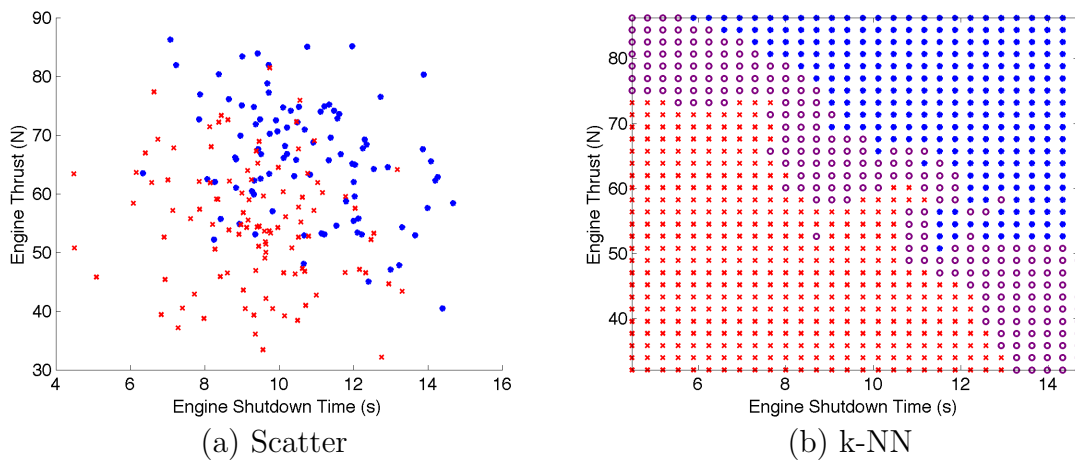 90
80
70
60
50
40
30
4 6 8 10 12 14 16
Engine Thrust (N)
Engine Shutdown Time (s)
(a) Scatter
80
70
60
50
40
6 8 10 12 14
Engine Thrust (N)
Engine Shutdown Time (s)
(b) k-NN